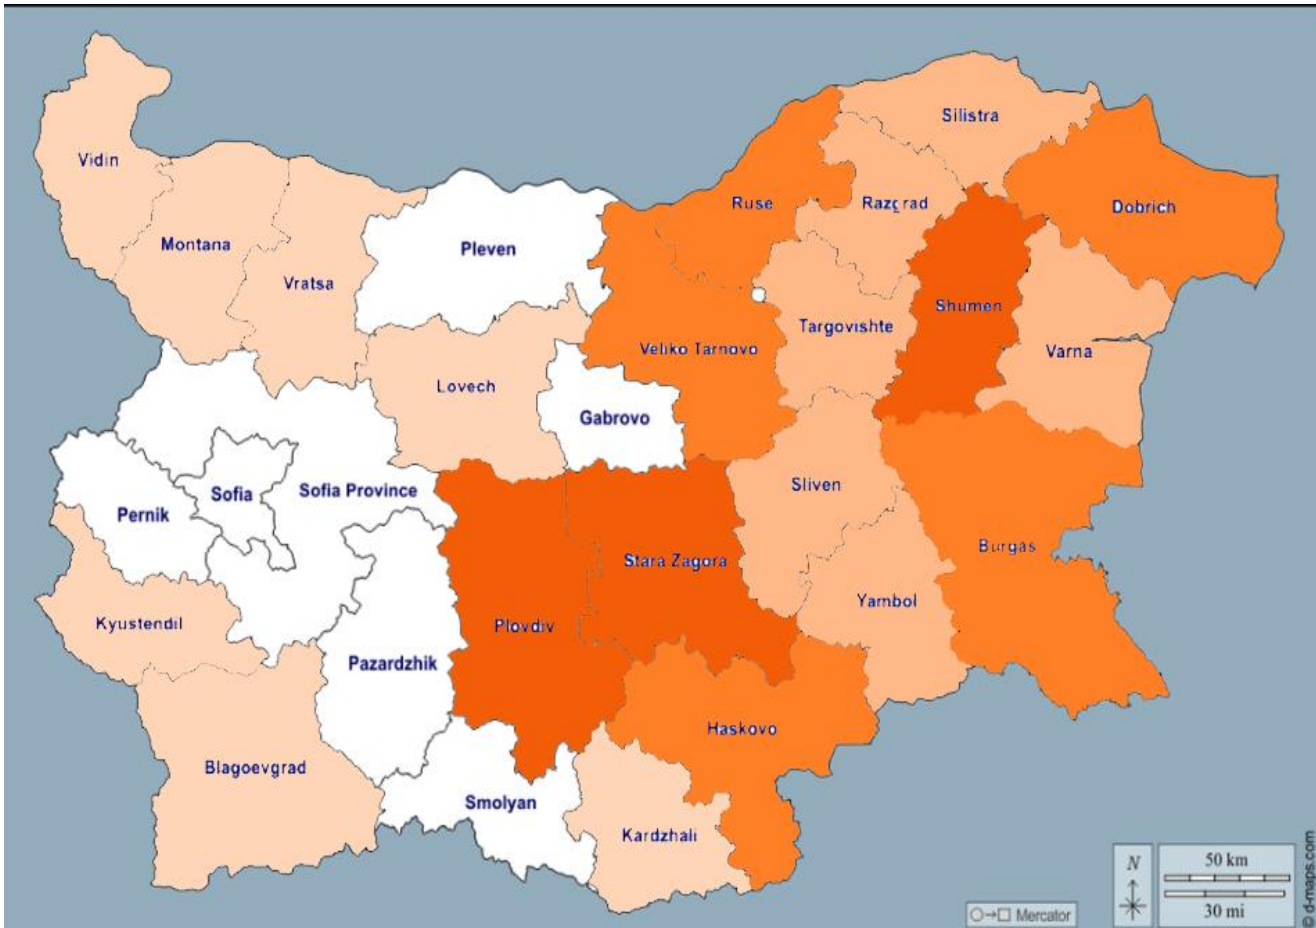 Silistra
Vidin
Ruse
Razgrad
Dobrich
Montana
Pleven
Vratsa
Shumen
Targovishte
Veliko Tarnovo
Varna
Lovech
Gabrovo
Sofia
Sofia Province
Sliven
Pernik
Burgas
Stara Zagora
Yambol
Kyustendil
Plovdiv
Pazardzhik
Haskovo
Blagoevgrad
Smolyan
Kardzhali
N
50 km
30 mi
Mercator
© d-maps.com